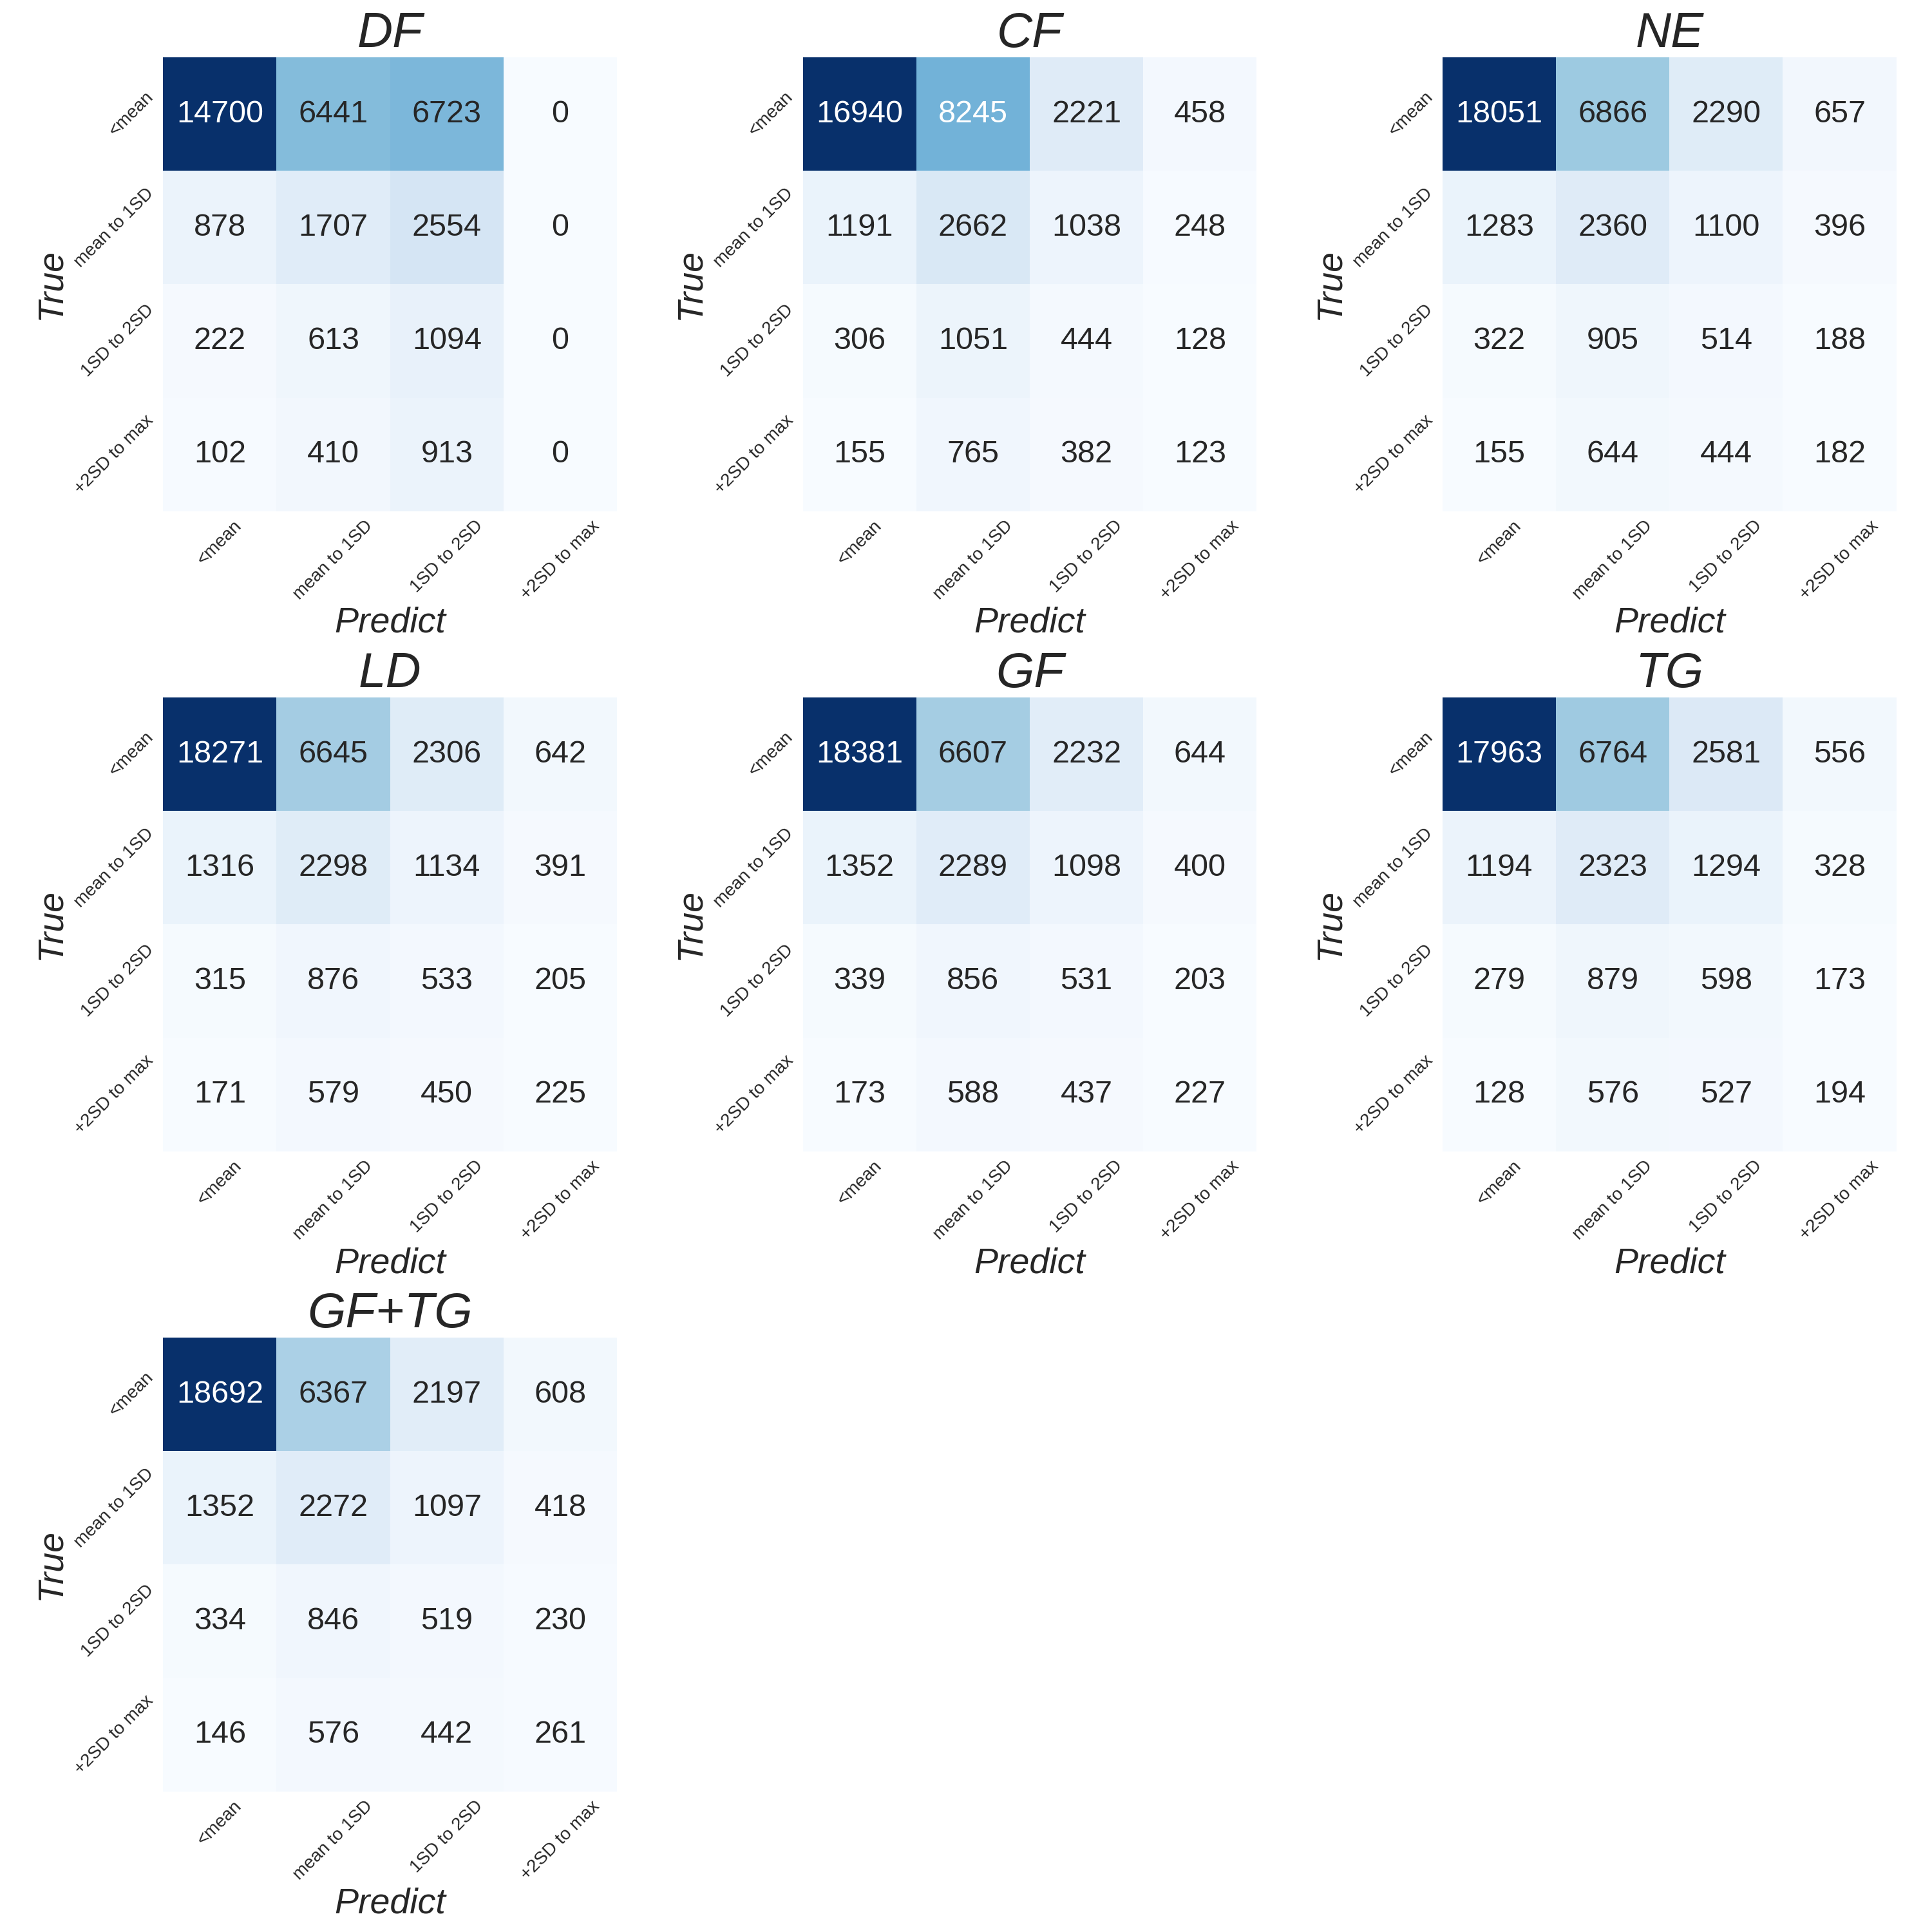 DF
<mean 14700 6441 6723 0
mean to 1SD 878 1707 2554 0
1SD to 2SD 222 613 1094 0
+2SD to max 102 410 913 0
True
<mean mean to 1SD 1SD to 2SD +2SD to max
Predict
CF
<mean 16940 8245 2221 458
mean to 1SD 1191 2662 1038 248
1SD to 2SD 306 1051 444 128
+2SD to max 155 765 382 123
True
<mean mean to 1SD 1SD to 2SD +2SD to max
Predict
NE
<mean 18051 6866 2290 657
mean to 1SD 1283 2360 1100 396
1SD to 2SD 322 905 514 188
+2SD to max 155 644 444 182
True
<mean mean to 1SD 1SD to 2SD +2SD to max
Predict
LD
<mean 18271 6645 2306 642
mean to 1SD 1316 2298 1134 391
1SD to 2SD 315 876 533 205
+2SD to max 171 579 450 225
True
<mean mean to 1SD 1SD to 2SD +2SD to max
Predict
GF
<mean 18381 6607 2232 644
mean to 1SD 1352 2289 1098 400
1SD to 2SD 339 856 531 203
+2SD to max 173 588 437 227
True
<mean mean to 1SD 1SD to 2SD +2SD to max
Predict
TG
<mean 17963 6764 2581 556
mean to 1SD 1194 2323 1294 328
1SD to 2SD 279 879 598 173
+2SD to max 128 576 527 194
True
<mean mean to 1SD 1SD to 2SD +2SD to max
Predict
GF+TG
<mean 18692 6367 2197 608
mean to 1SD 1352 2272 1097 418
1SD to 2SD 334 846 519 230
+2SD to max 146 576 442 261
True
<mean mean to 1SD 1SD to 2SD +2SD to max
Predict